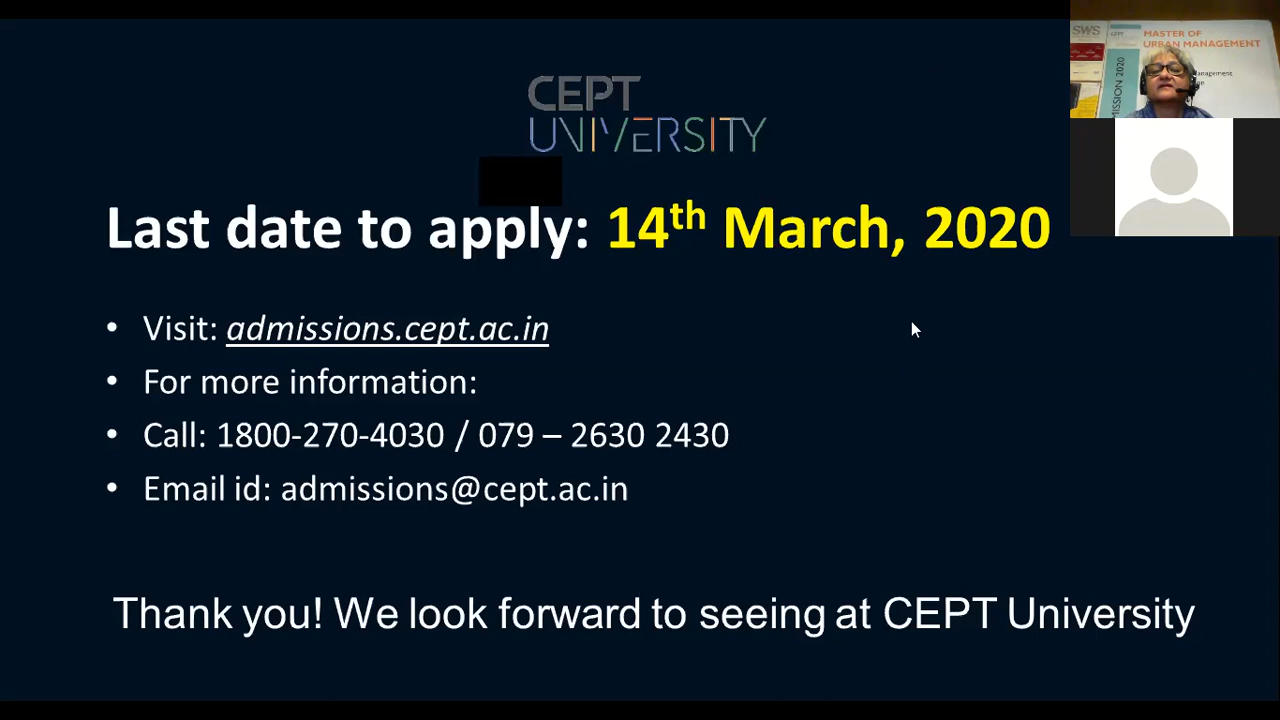 CEPT
UNIVERSITY
Last date to apply: 14th March, 2020
• Visit: admissions.cept.ac.in
• For more information:
• Call: 1800-270-4030 / 079 – 2630 2430
• Email id: admissions@cept.ac.in
Thank you! We look forward to seeing at CEPT University
SWS
CEPT
MASTER OF
URBAN MANAGEMENT